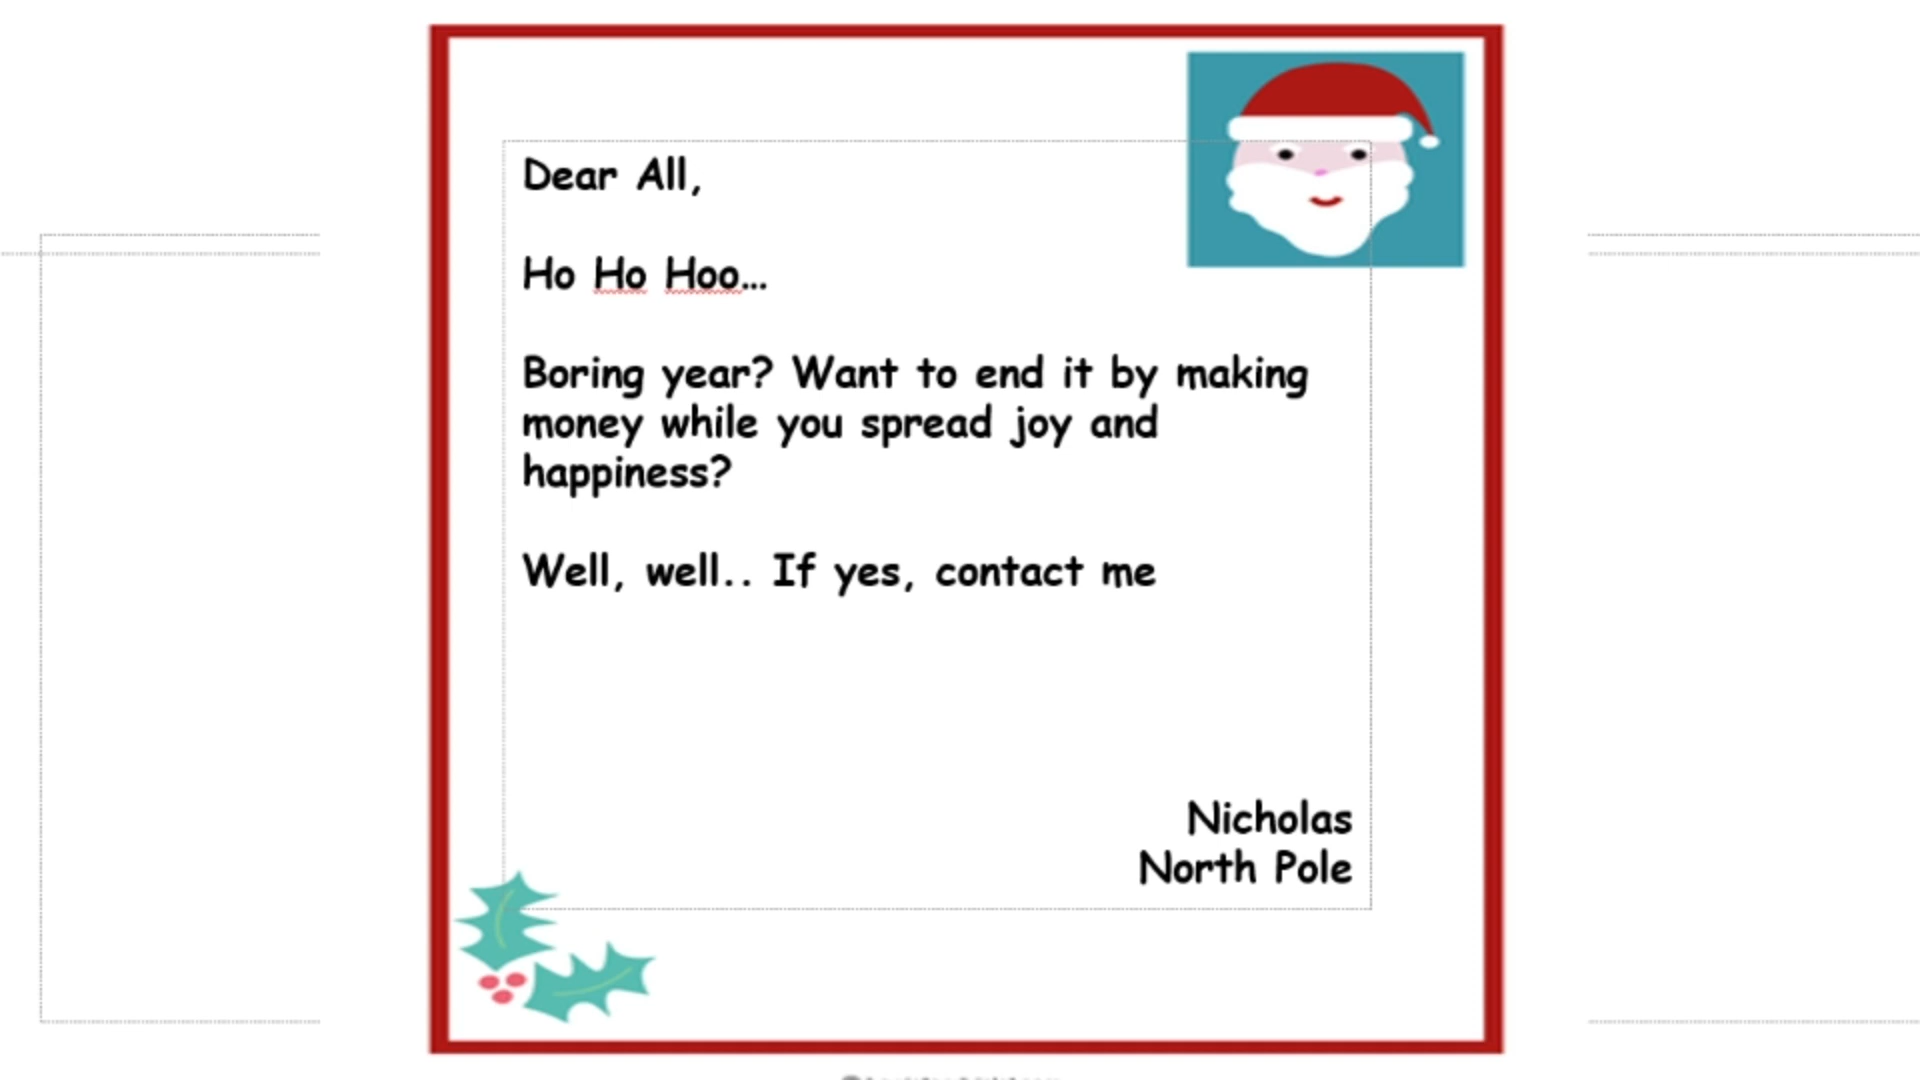 Dear All,
Ho Ho Hoo...
Boring year? Want to end it by making
money while you spread joy and
happiness?
Well, well.. If yes, contact me
Nicholas
North Pole